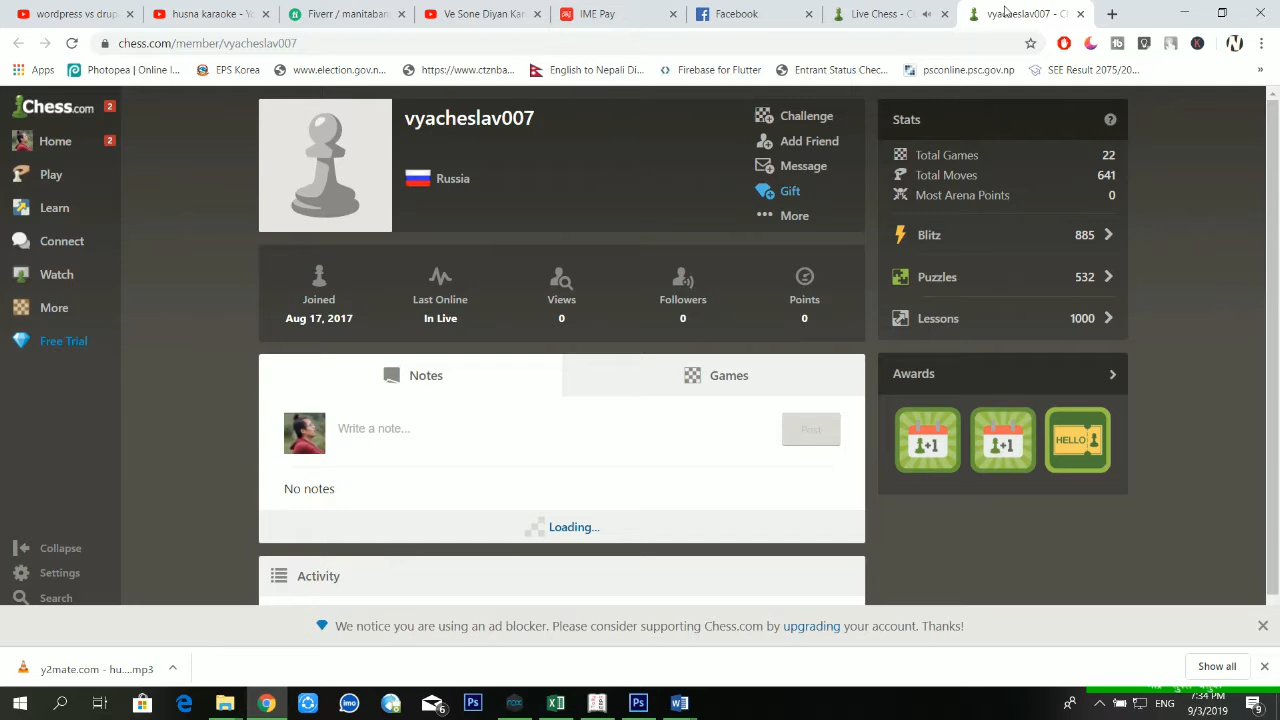 wordpress vs drup
husna karaoke - Yo
Fiverr / manitabam
Ve Sone Diyan Kan
IME Pay
Facebook
Live Chess - C
vyacheslav007 - C
chess.com/member/vyacheslav007
Apps
Photopea | Online I...
EPS Korea
www.election.gov.n...
https://www.ctznba...
English to Nepali Di...
Firebase for Flutter
Entrant Status Chec...
psconline.psc.gov.np
SEE Result 2075/20...
»
Chess.com 2
Home 2
Play
Learn
Connect
Watch
More
Free Trial
Collapse
Settings
Search
vyacheslav007
Russia
Challenge
Add Friend
Message
Gift
More
Joined
Aug 17, 2017
Last Online
In Live
Views
0
Followers
0
Points
0
Notes
Games
Write a note...
Post
No notes
Loading...
Activity
Stats
Total Games 22
Total Moves 641
Most Arena Points 0
Blitz 885
Puzzles 532
Lessons 1000
Awards
+1
+1
HELLO
We notice you are using an ad blocker. Please consider supporting Chess.com by upgrading your account. Thanks!
y2mate.com - hu....mp3
Show all
ENG
7:34 PM
9/3/2019